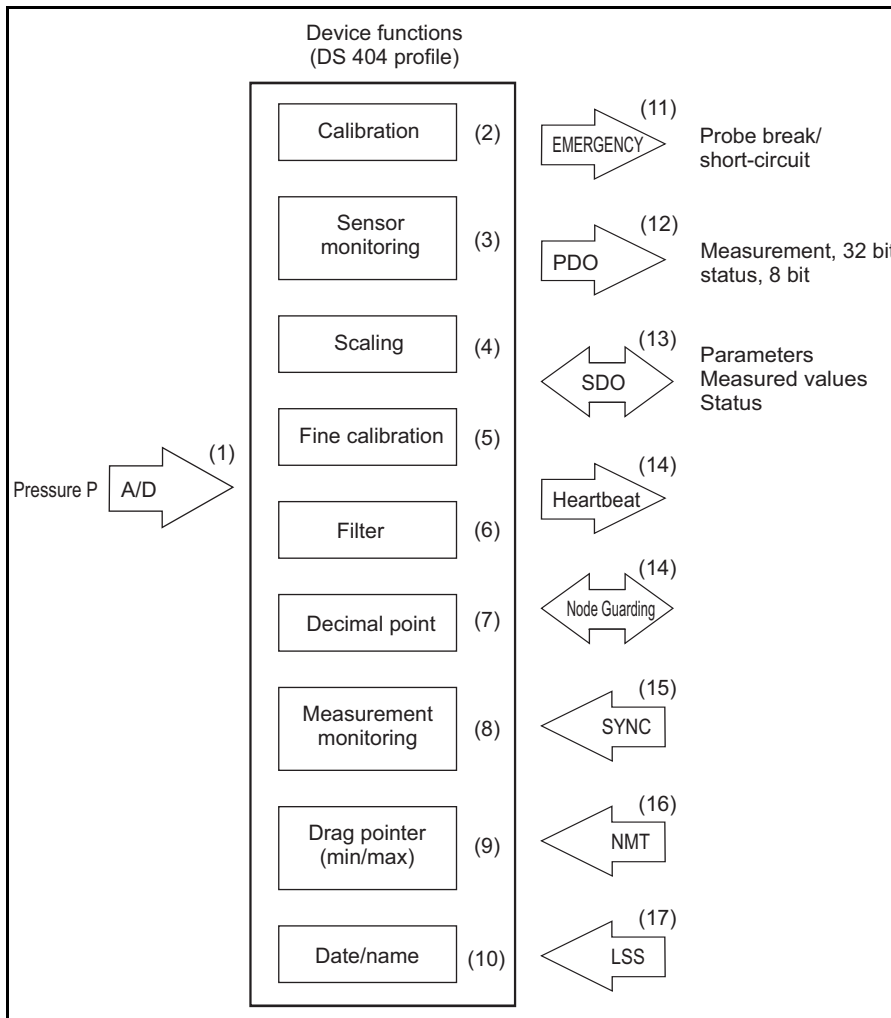 Device functions
(DS 404 profile)
Calibration (2)
Sensor
monitoring (3)
Scaling (4)
Fine calibration (5)
Filter (6)
Decimal point (7)
Measurement
monitoring (8)
Drag pointer
(min/max) (9)
Date/name (10)
Pressure P A/D (1)
EMERGENCY (11)
Probe break/
short-circuit
PDO (12)
Measurement, 32 bit
status, 8 bit
SDO (13)
Parameters
Measured values
Status
Heartbeat (14)
Node Guarding (14)
SYNC (15)
NMT (16)
LSS (17)